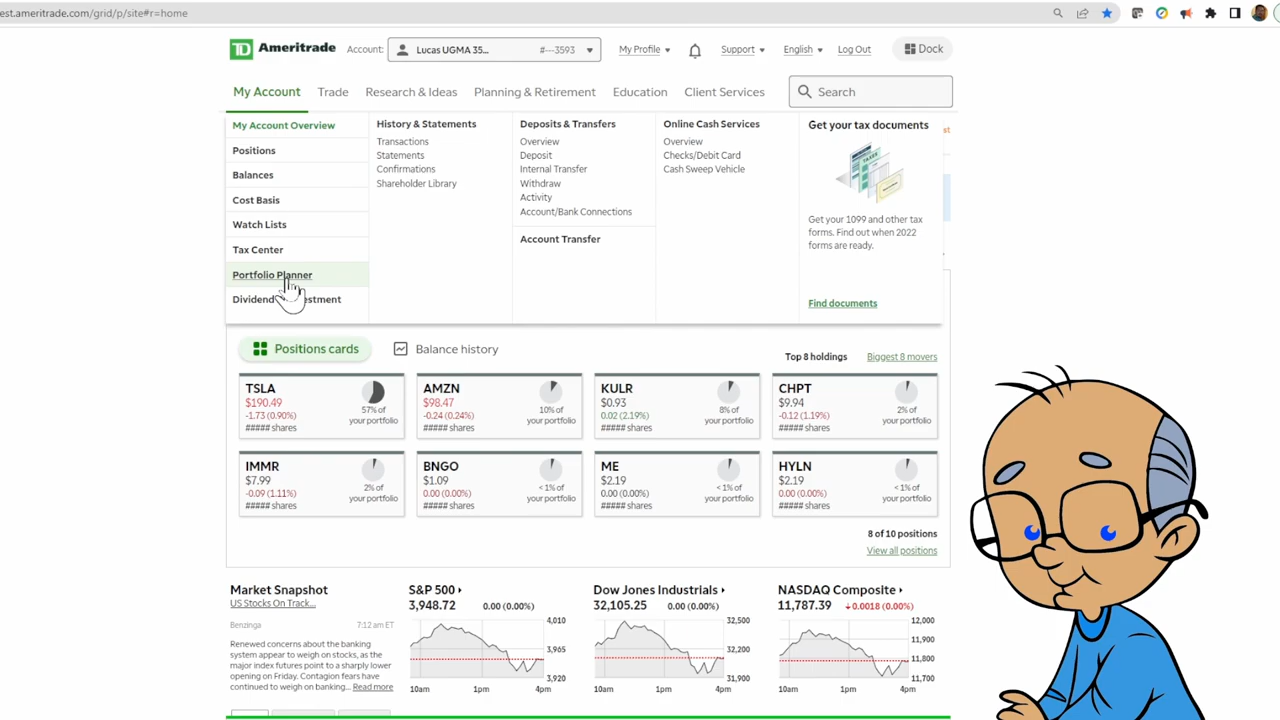 est.ameritrade.com/grid/p/site#r=home
TD Ameritrade Account: Lucas UGMA 35... #---3593 My Profile Support English Log Out Dock
My Account Trade Research & Ideas Planning & Retirement Education Client Services Search
My Account Overview
Positions
Balances
Cost Basis
Watch Lists
Tax Center
Portfolio Planner
History & Statements
Transactions
Statements
Confirmations
Shareholder Library
Deposits & Transfers
Overview
Deposit
Internal Transfer
Withdraw
Activity
Account/Bank Connections
Account Transfer
Online Cash Services
Overview
Checks/Debit Card
Cash Sweep Vehicle
Get your tax documents
Get your 1099 and other tax
forms. Find out when 2022
forms are ready.
Find documents
Positions cards Balance history Top 8 holdings Biggest 8 movers
TSLA
$190.49
-1.73 (0.90%)
##### shares
57% of
your portfolio
AMZN
$98.47
-0.24 (0.24%)
##### shares
10% of
your portfolio
KULR
$0.93
0.02 (2.19%)
##### shares
8% of
your portfolio
CHPT
$9.94
-0.12 (1.19%)
##### shares
2% of
your portfolio
IMMR
$7.99
-0.09 (1.11%)
##### shares
2% of
your portfolio
BNGO
$1.09
0.00 (0.00%)
##### shares
< 1% of
your portfolio
ME
$2.19
0.00 (0.00%)
##### shares
< 1% of
your portfolio
HYLN
$2.19
0.00 (0.00%)
##### shares
< 1% of
your portfolio
8 of 10 positions
View all positions
Market Snapshot
US Stocks On Track...
Benzinga 7:12 am ET
Renewed concerns about the banking
system appear to weigh on stocks, as the
major index futures point to a sharply lower
opening on Friday. Contagion fears have
continued to weigh on banking... Read more
S&P 500
3,948.72 0.00 (0.00%)
4,010
3,965
3,920
10am 1pm 4pm
Dow Jones Industrials
32,105.25 0.00 (0.00%)
32,500
32,200
31,900
10am 1pm 4pm
NASDAQ Composite
11,787.39 0.0018 (0.00%)
12,000
11,900
11,800
11,700
10am 1pm 4pm